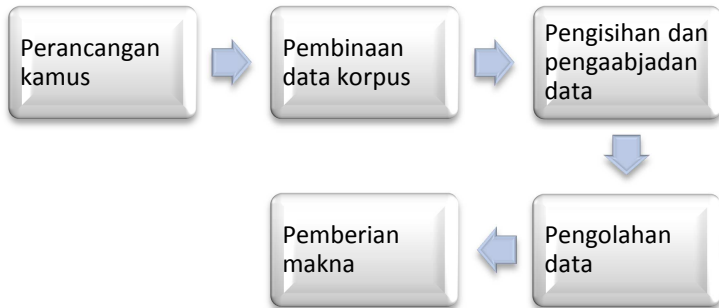 Perancangan
kamus
Pembinaan
data korpus
Pengisihan dan
pengaabjadan
data
Pengolahan
data
Pemberian
makna